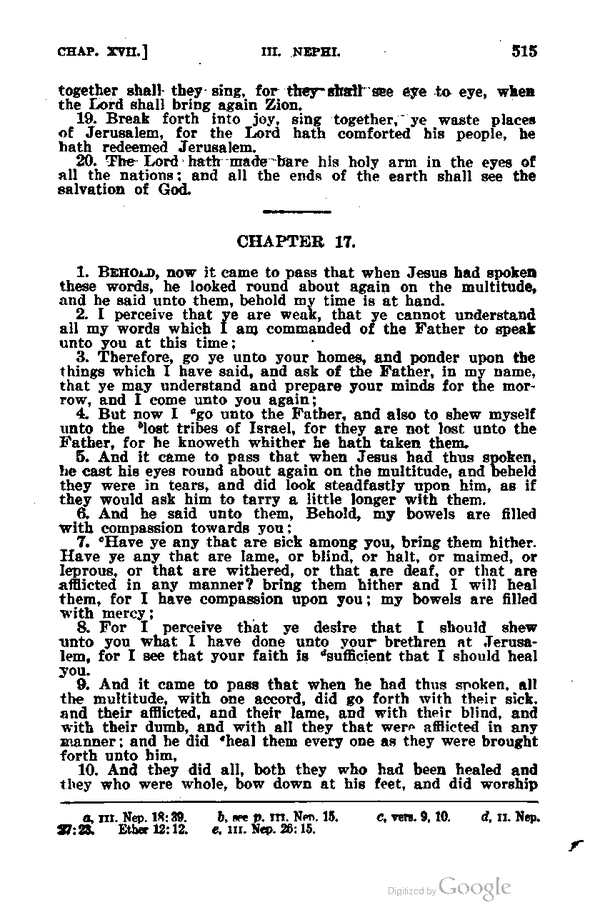 CHAP. XVII.] III. NEPHI. 515
together shall they sing, for they shall see eye to eye, when
the Lord shall bring again Zion.
19. Break forth into joy, sing together, ye waste places
of Jerusalem, for the Lord hath comforted his people, he
hath redeemed Jerusalem.
20. The Lord hath made bare his holy arm in the eyes of
all the nations; and all the ends of the earth shall see the
salvation of God.
CHAPTER 17.
1. BEHOLD, now it came to pass that when Jesus had spoken
these words, he looked round about again on the multitude,
and he said unto them, behold my time is at hand.
2. I perceive that ye are weak, that ye cannot understand
all my words which I am commanded of the Father to speak
unto you at this time;
3. Therefore, go ye unto your homes, and ponder upon the
things which I have said, and ask of the Father, in my name,
that ye may understand and prepare your minds for the mor-
row, and I come unto you again;
4. But now I ᵃgo unto the Father, and also to shew myself
unto the ᵇlost tribes of Israel, for they are not lost unto the
Father, for he knoweth whither he hath taken them.
5. And it came to pass that when Jesus had thus spoken,
he cast his eyes round about again on the multitude, and beheld
they were in tears, and did look steadfastly upon him, as if
they would ask him to tarry a little longer with them.
6. And he said unto them, Behold, my bowels are filled
with compassion towards you;
7. ᶜHave ye any that are sick among you, bring them hither.
Have ye any that are lame, or blind, or halt, or maimed, or
leprous, or that are withered, or that are deaf, or that are
afflicted in any manner? bring them hither and I will heal
them, for I have compassion upon you; my bowels are filled
with mercy;
8. For I perceive that ye desire that I should shew
unto you what I have done unto your brethren at Jerusa-
lem, for I see that your faith is ᵈsufficient that I should heal
you.
9. And it came to pass that when he had thus spoken, all
the multitude, with one accord, did go forth with their sick,
and their afflicted, and their lame, and with their blind, and
with their dumb, and with all they that were afflicted in any
manner; and he did ᵉheal them every one as they were brought
forth unto him,
10. And they did all, both they who had been healed and
they who were whole, bow down at his feet, and did worship
a, III. Nep. 18:39. b, see p. III. Nep. 15. c, vers. 9, 10. d, II. Nep.
27:23. Ether 12:12. e, III. Nep. 26:15.
Digitized by Google